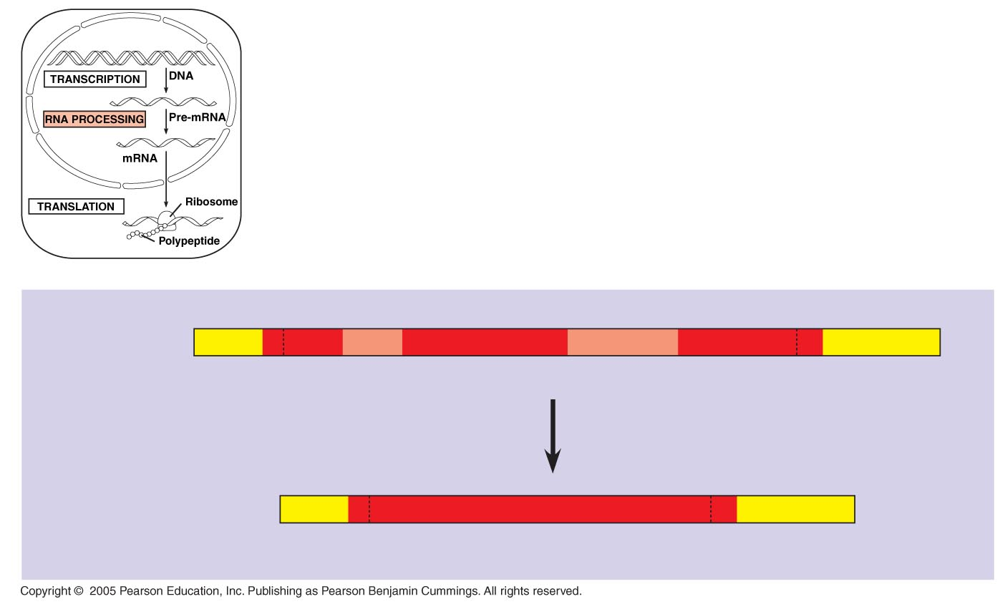 TRANSCRIPTION
DNA
RNA PROCESSING
Pre-mRNA
mRNA
TRANSLATION
Ribosome
Polypeptide
Copyright © 2005 Pearson Education, Inc. Publishing as Pearson Benjamin Cummings. All rights reserved.